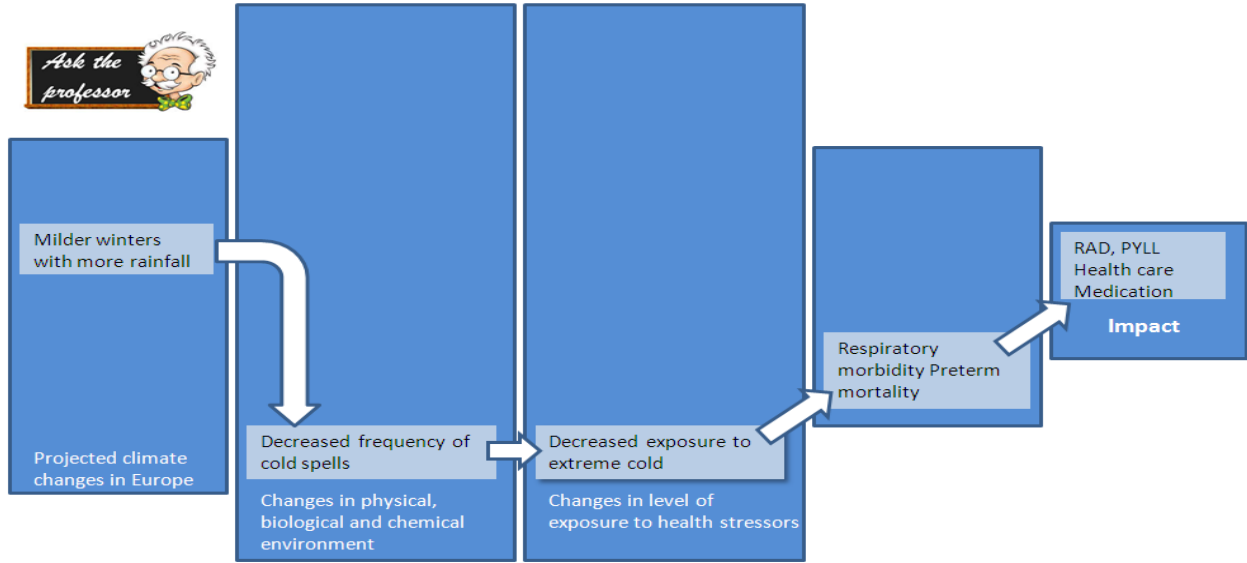 Ask the
professor
Milder winters
with more rainfall
Projected climate
changes in Europe
Decreased frequency of
cold spells
Changes in physical,
biological and chemical
environment
Decreased exposure to
extreme cold
Changes in level of
exposure to health stressors
Respiratory
morbidity Preterm
mortality
RAD, PYLL
Health care
Medication
Impact